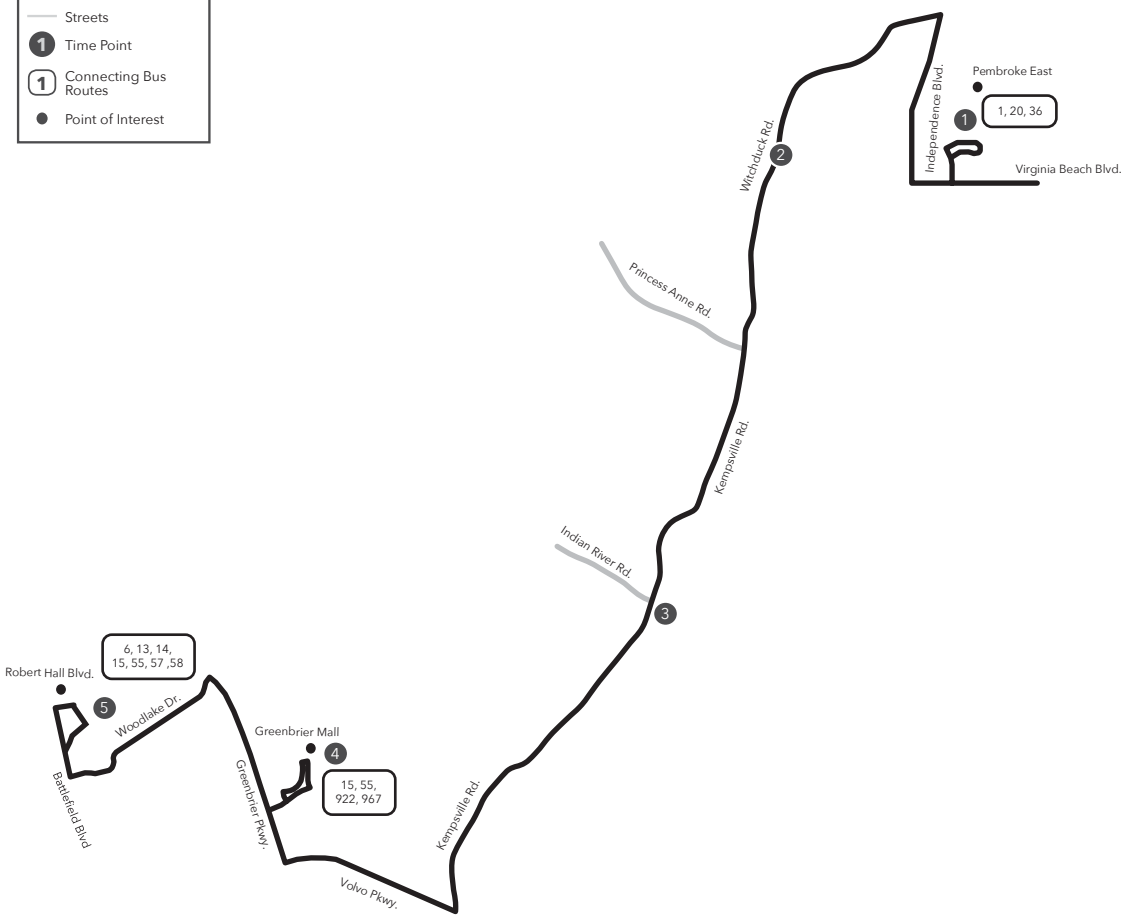 Streets
1 Time Point
1 Connecting Bus
Routes
Point of Interest
Pembroke East
1
1, 20, 36
Independence Blvd.
Virginia Beach Blvd.
Witchduck Rd.
2
Princess Anne Rd.
Kempsville Rd.
Indian River Rd.
3
6, 13, 14,
15, 55, 57 ,58
Robert Hall Blvd.
5
Woodlake Dr.
Battlefield Blvd
Greenbrier Mall
4
15, 55,
922, 967
Greenbrier Pkwy.
Kempsville Rd.
Volvo Pkwy.